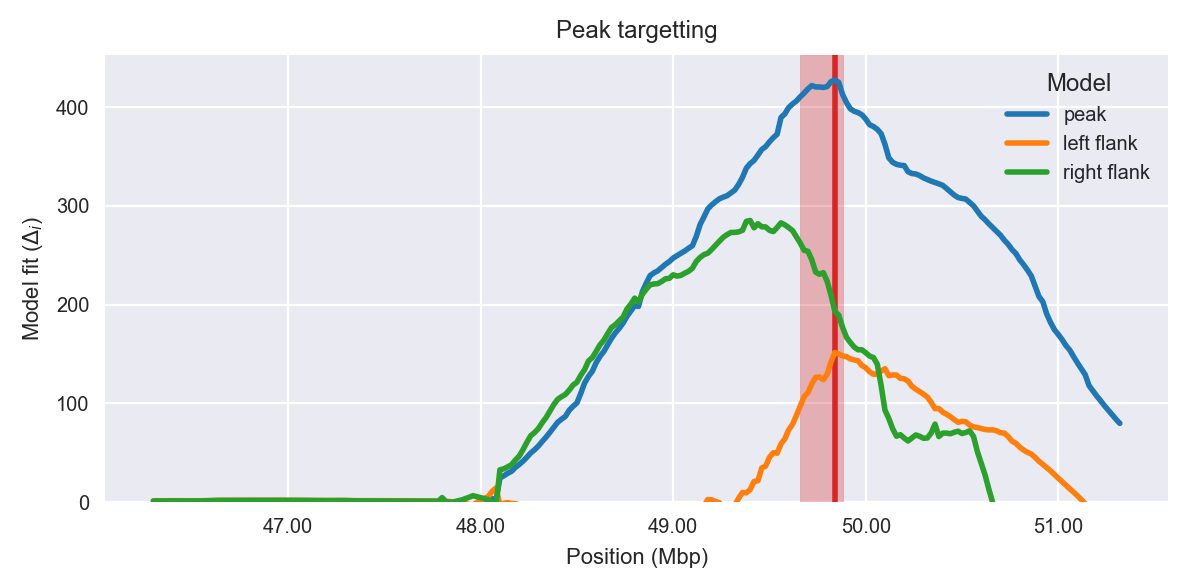 Peak targetting
Model
peak
left flank
right flank
400
300
200
100
0
Model fit (Δi)
47.00 48.00 49.00 50.00 51.00
Position (Mbp)